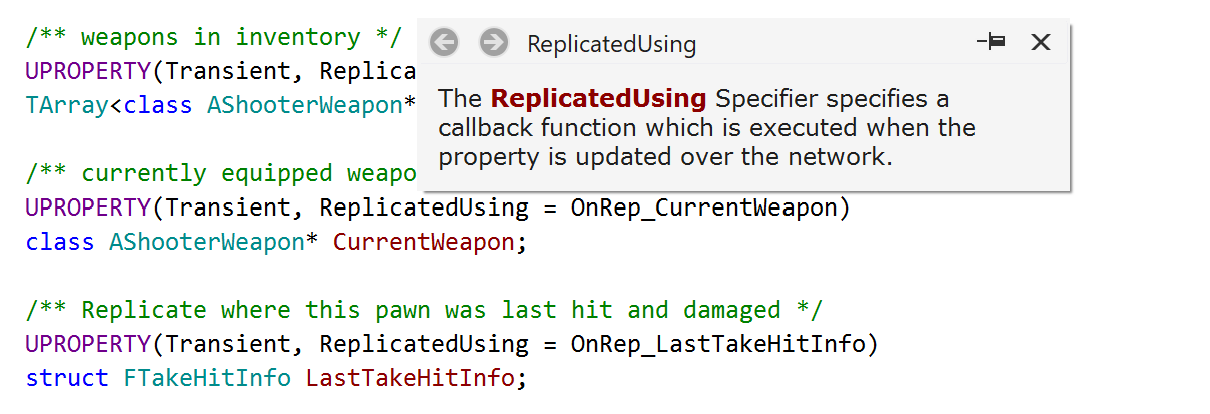 /** weapons in inventory */
UPROPERTY(Transient, Replica
TArray<class AShooterWeapon*
/** currently equipped weapo
UPROPERTY(Transient, ReplicatedUsing = OnRep_CurrentWeapon)
class AShooterWeapon* CurrentWeapon;
/** Replicate where this pawn was last hit and damaged */
UPROPERTY(Transient, ReplicatedUsing = OnRep_LastTakeHitInfo)
struct FTakeHitInfo LastTakeHitInfo;
ReplicatedUsing
The ReplicatedUsing Specifier specifies a
callback function which is executed when the
property is updated over the network.